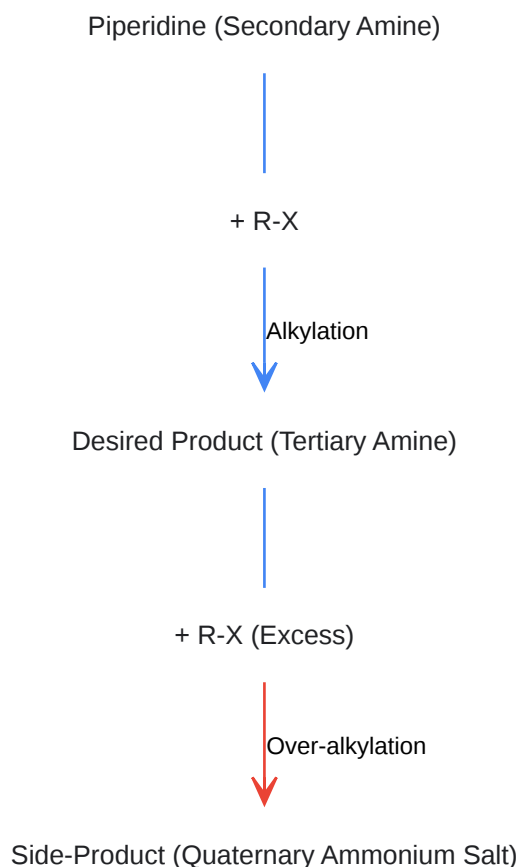 Piperidine (Secondary Amine)
+ R-X
Alkylation
Desired Product (Tertiary Amine)
+ R-X (Excess)
Over-alkylation
Side-Product (Quaternary Ammonium Salt)